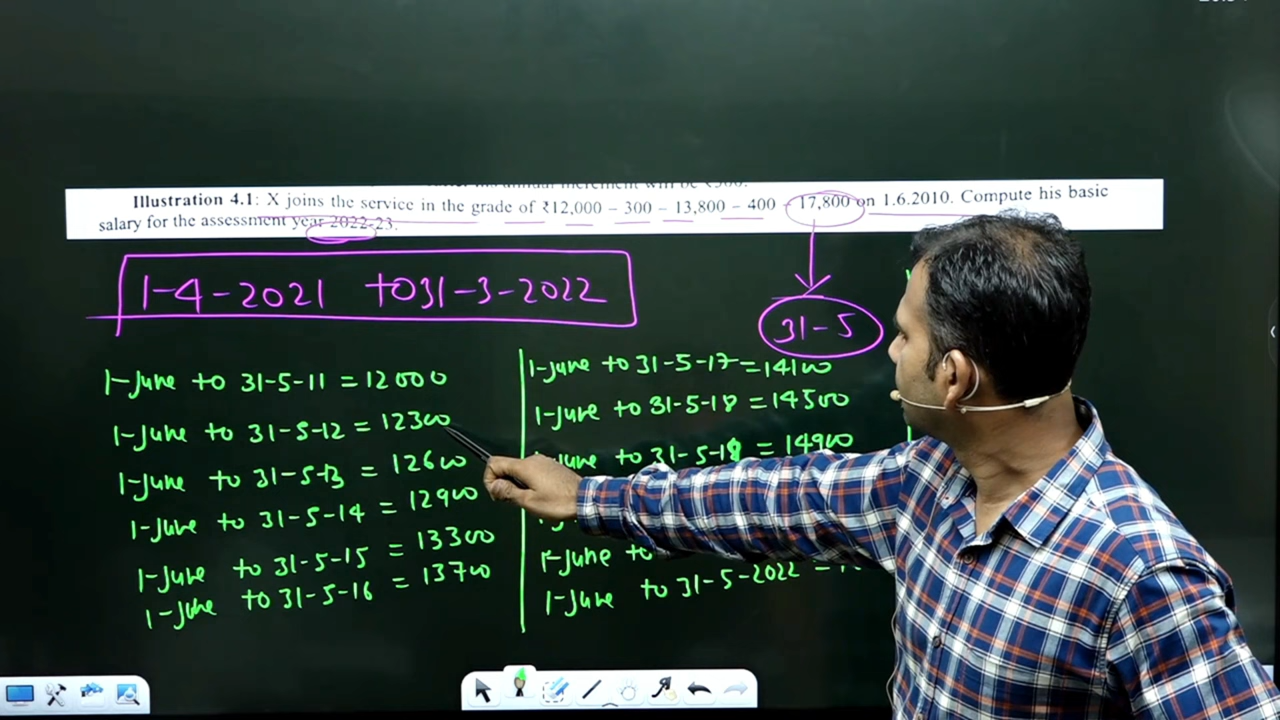 Illustration 4.1: X joins the service in the grade of ₹12,000 – 300 – 13,800 – 400 – 17,800 on 1.6.2010. Compute his basic
salary for the assessment year 2022-23.
1-4-2021 to 31-3-2022
31-5
1-June to 31-5-11 = 12000
1-June to 31-5-12 = 12300
1-June to 31-5-13 = 12600
1-June to 31-5-14 = 12900
1-June to 31-5-15 = 13300
1-June to 31-5-16 = 13700
1-June to 31-5-17 = 14100
1-June to 31-5-18 = 14500
June to 31-5-19 = 14900
1-June to
1-June to 31-5-2022 =